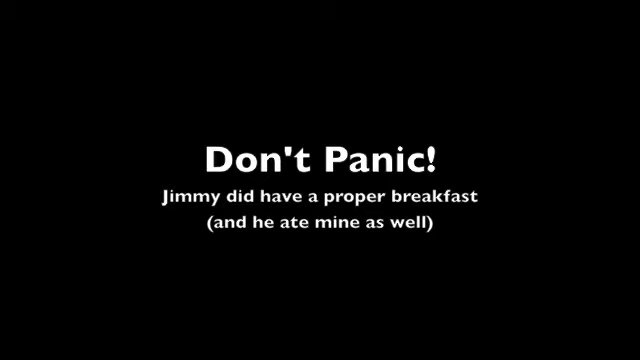 Don't Panic!
Jimmy did have a proper breakfast
(and he ate mine as well)